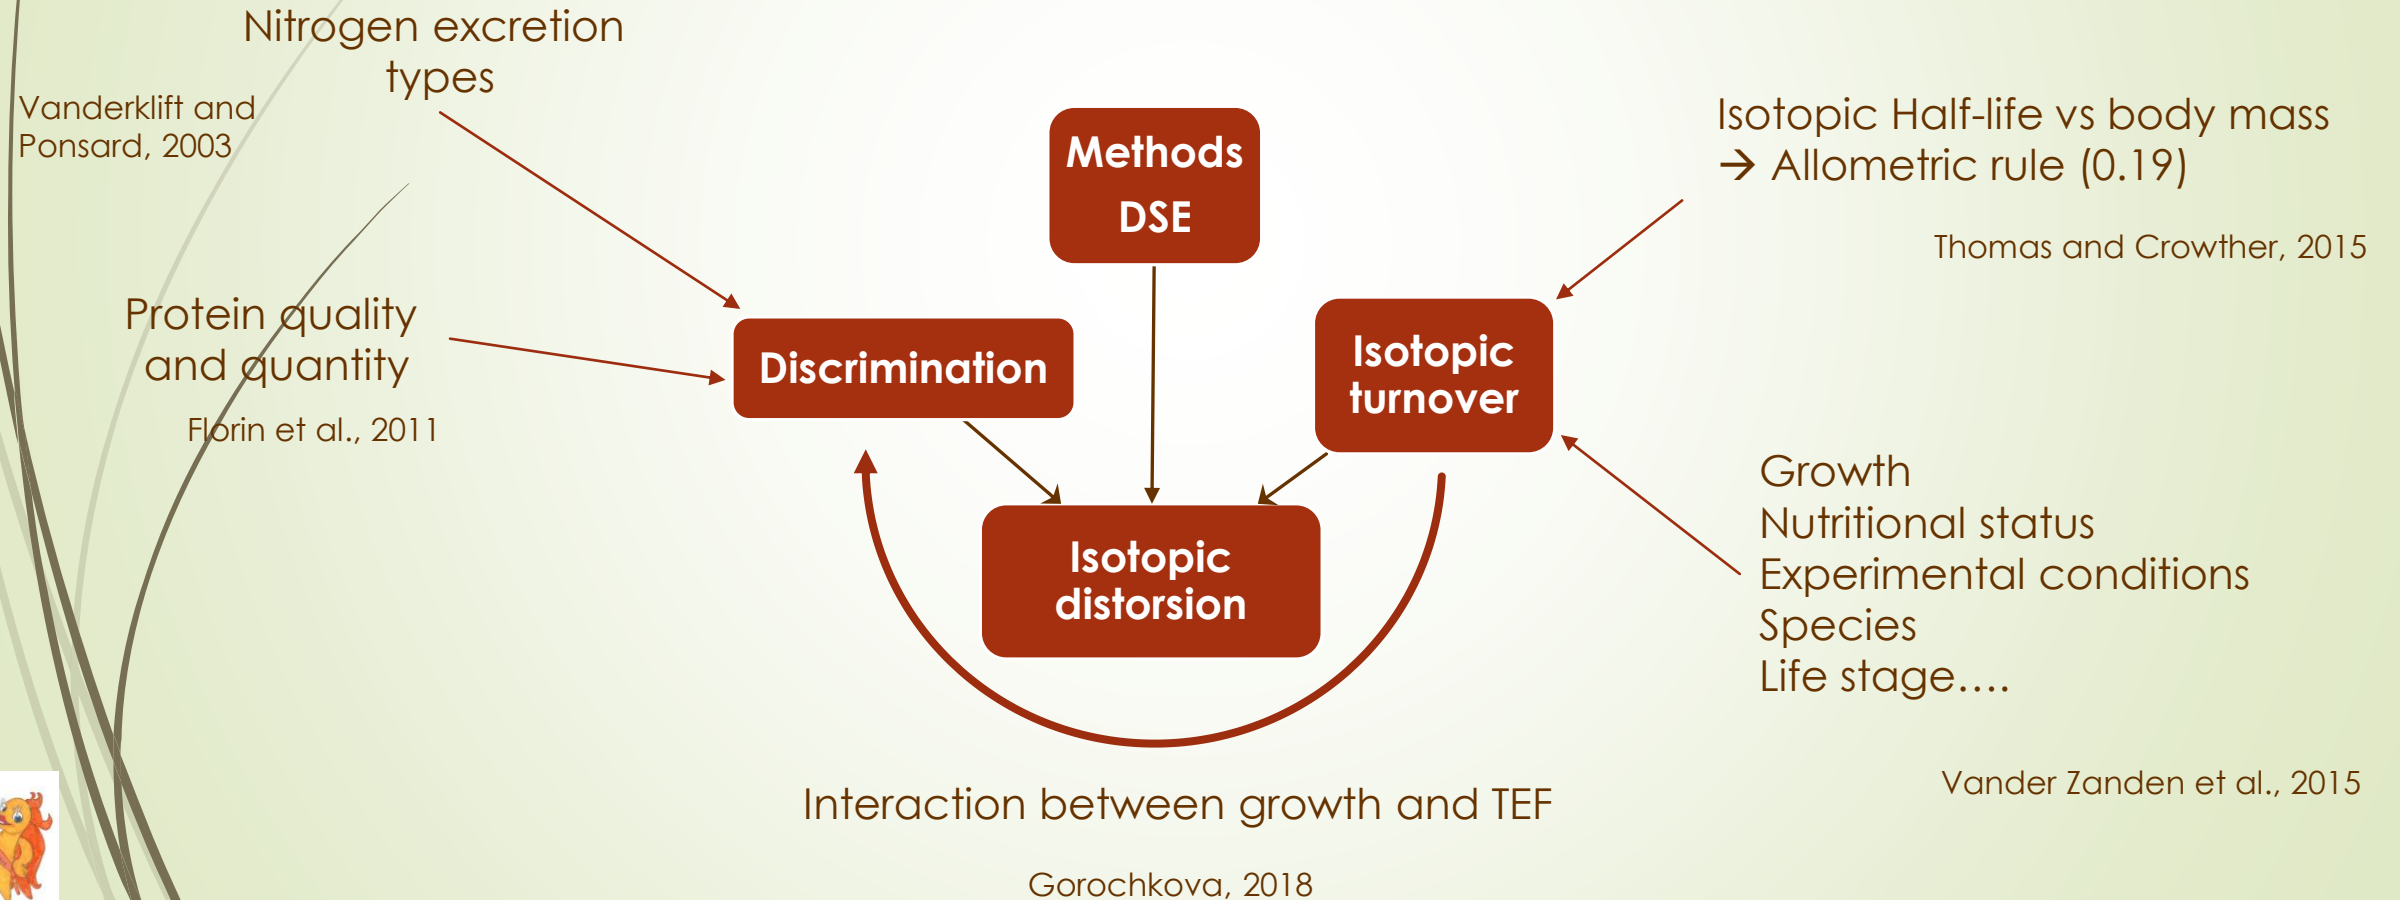 Nitrogen excretion
types
Vanderklift and
Ponsard, 2003
Protein quality
and quantity
Florin et al., 2011
Methods
DSE
Discrimination
Isotopic
turnover
Isotopic
distorsion
Isotopic Half-life vs body mass
→ Allometric rule (0.19)
Thomas and Crowther, 2015
Growth
Nutritional status
Experimental conditions
Species
Life stage....
Vander Zanden et al., 2015
Interaction between growth and TEF
Gorochkova, 2018